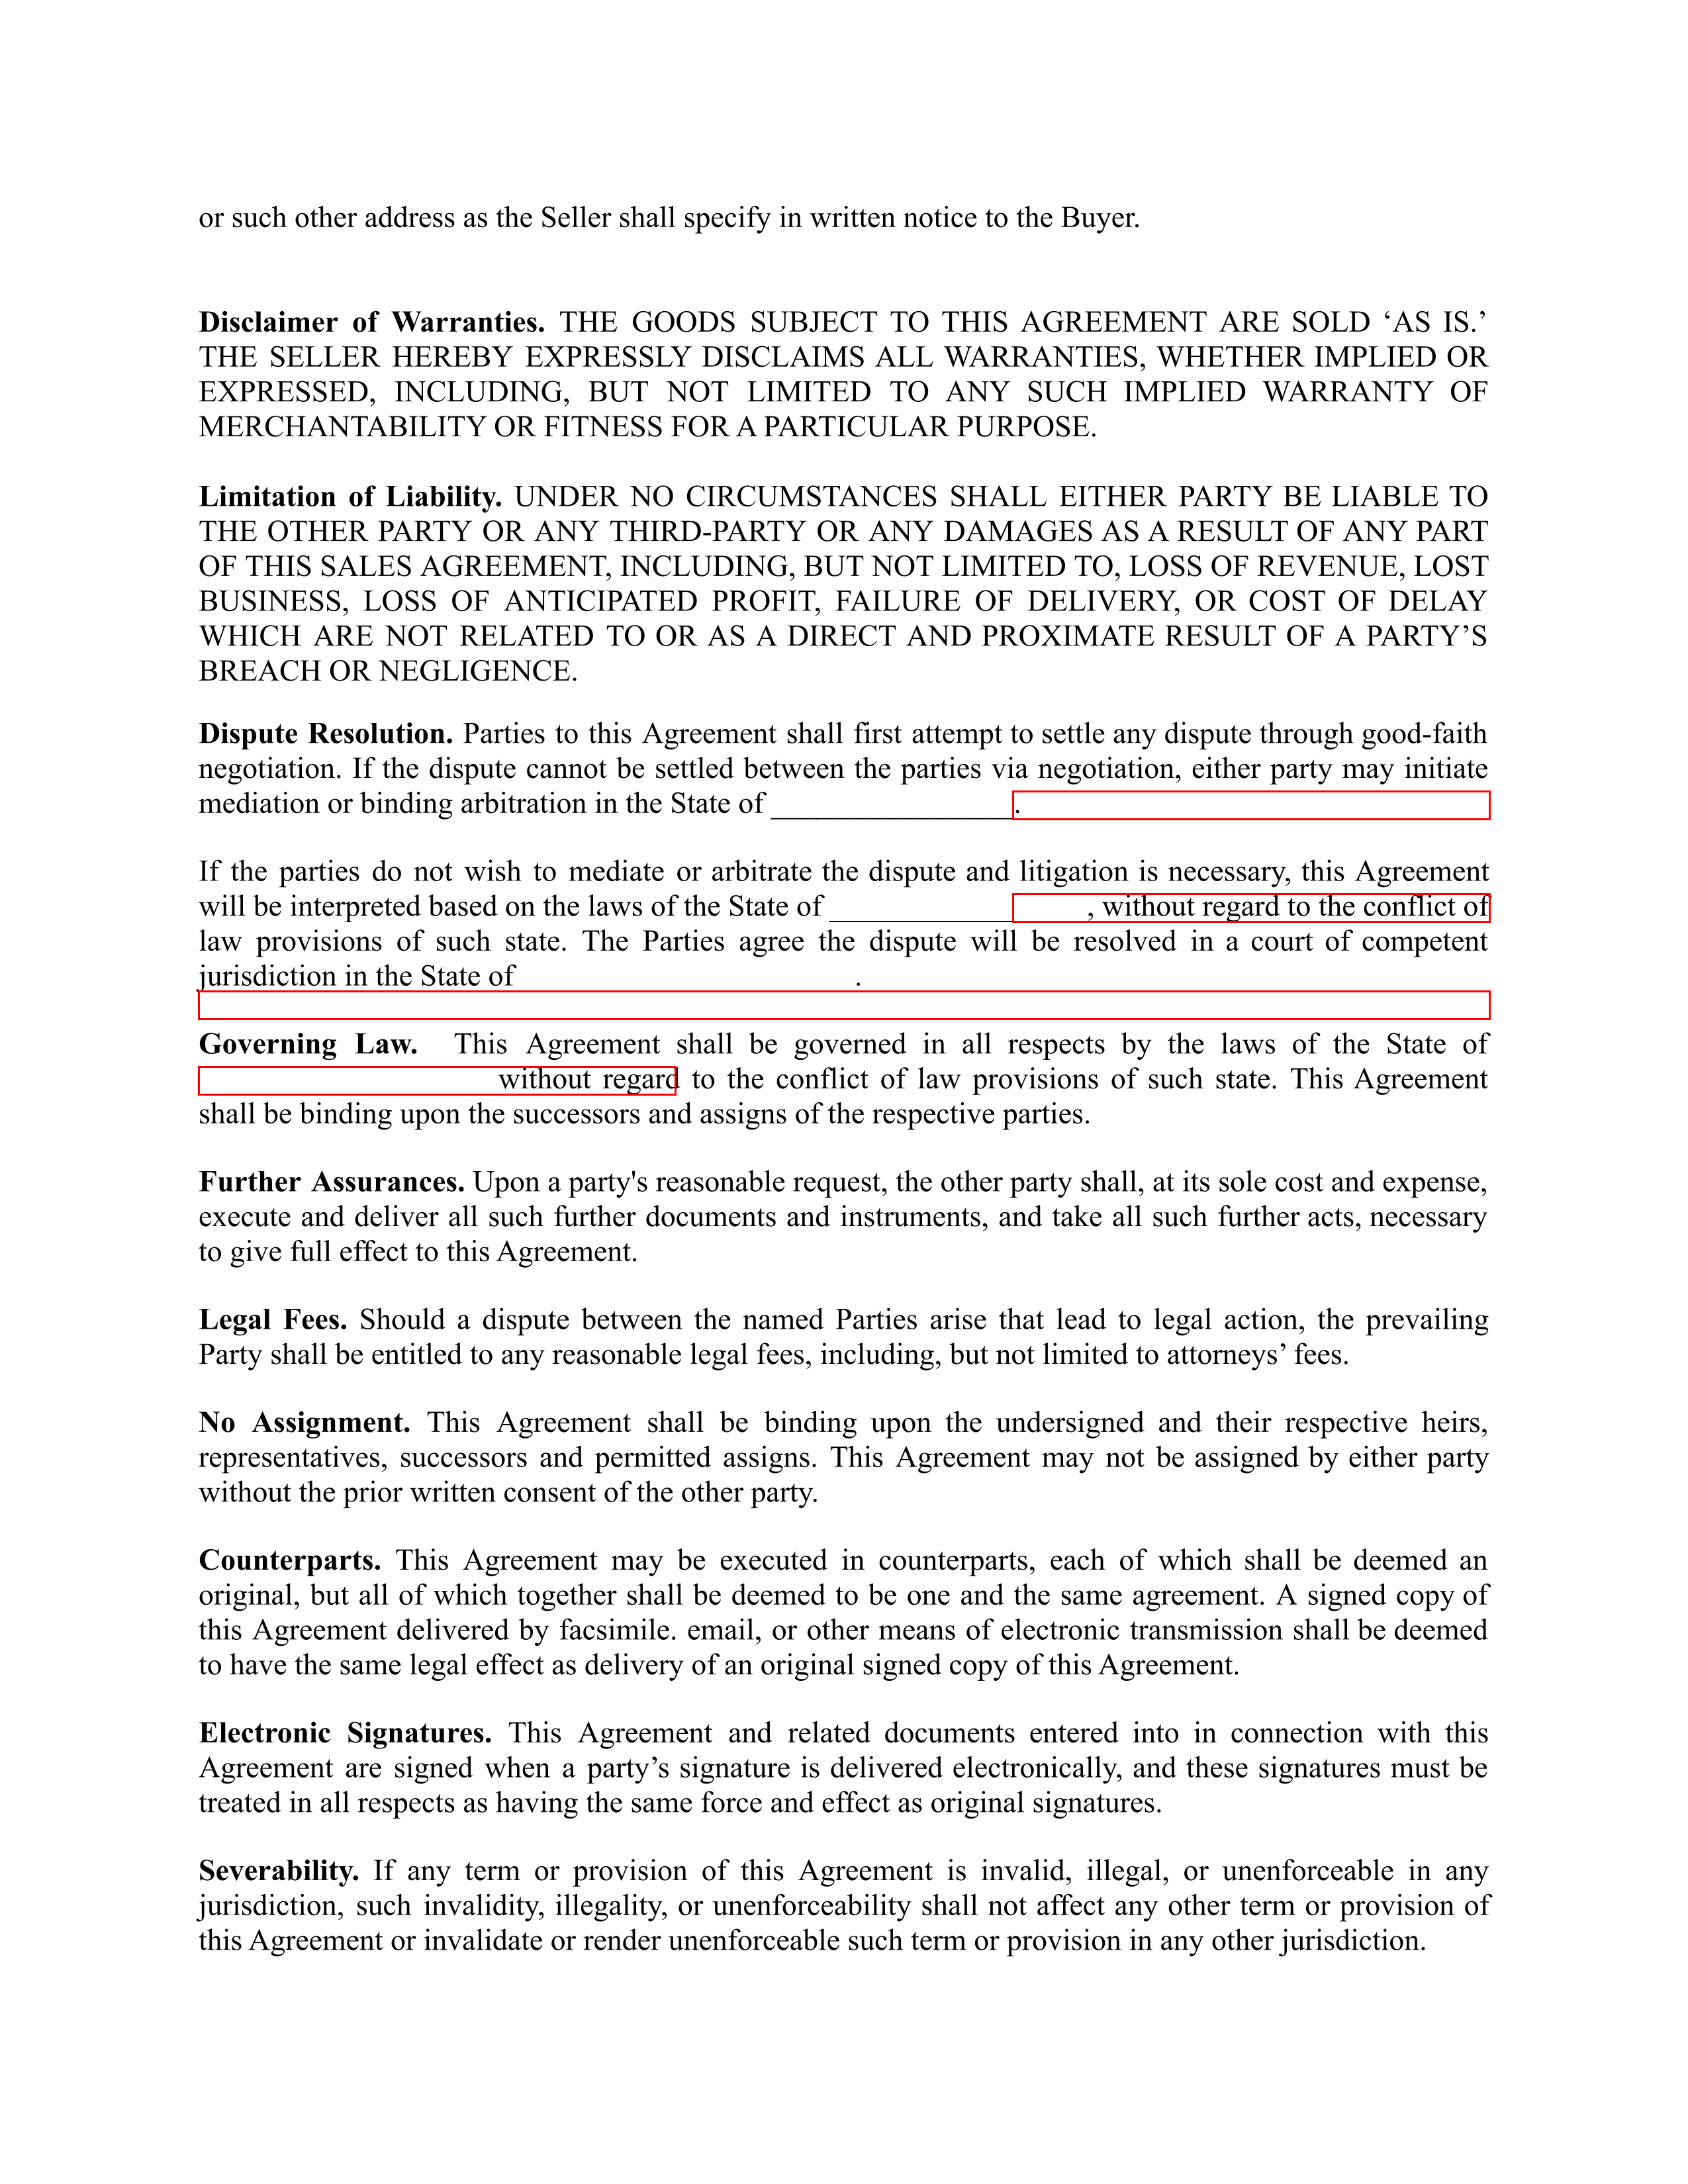 or such other address as the Seller shall specify in written notice to the Buyer.
Disclaimer of Warranties. THE GOODS SUBJECT TO THIS AGREEMENT ARE SOLD ‘AS IS.’
THE SELLER HEREBY EXPRESSLY DISCLAIMS ALL WARRANTIES, WHETHER IMPLIED OR
EXPRESSED, INCLUDING, BUT NOT LIMITED TO ANY SUCH IMPLIED WARRANTY OF
MERCHANTABILITY OR FITNESS FOR A PARTICULAR PURPOSE.
Limitation of Liability. UNDER NO CIRCUMSTANCES SHALL EITHER PARTY BE LIABLE TO
THE OTHER PARTY OR ANY THIRD-PARTY OR ANY DAMAGES AS A RESULT OF ANY PART
OF THIS SALES AGREEMENT, INCLUDING, BUT NOT LIMITED TO, LOSS OF REVENUE, LOST
BUSINESS, LOSS OF ANTICIPATED PROFIT, FAILURE OF DELIVERY, OR COST OF DELAY
WHICH ARE NOT RELATED TO OR AS A DIRECT AND PROXIMATE RESULT OF A PARTY’S
BREACH OR NEGLIGENCE.
Dispute Resolution. Parties to this Agreement shall first attempt to settle any dispute through good-faith
negotiation. If the dispute cannot be settled between the parties via negotiation, either party may initiate
mediation or binding arbitration in the State of ________________.
If the parties do not wish to mediate or arbitrate the dispute and litigation is necessary, this Agreement
will be interpreted based on the laws of the State of ____________ , without regard to the conflict of
law provisions of such state. The Parties agree the dispute will be resolved in a court of competent
jurisdiction in the State of .
Governing Law. This Agreement shall be governed in all respects by the laws of the State of
without regard to the conflict of law provisions of such state. This Agreement
shall be binding upon the successors and assigns of the respective parties.
Further Assurances. Upon a party's reasonable request, the other party shall, at its sole cost and expense,
execute and deliver all such further documents and instruments, and take all such further acts, necessary
to give full effect to this Agreement.
Legal Fees. Should a dispute between the named Parties arise that lead to legal action, the prevailing
Party shall be entitled to any reasonable legal fees, including, but not limited to attorneys’ fees.
No Assignment. This Agreement shall be binding upon the undersigned and their respective heirs,
representatives, successors and permitted assigns. This Agreement may not be assigned by either party
without the prior written consent of the other party.
Counterparts. This Agreement may be executed in counterparts, each of which shall be deemed an
original, but all of which together shall be deemed to be one and the same agreement. A signed copy of
this Agreement delivered by facsimile. email, or other means of electronic transmission shall be deemed
to have the same legal effect as delivery of an original signed copy of this Agreement.
Electronic Signatures. This Agreement and related documents entered into in connection with this
Agreement are signed when a party’s signature is delivered electronically, and these signatures must be
treated in all respects as having the same force and effect as original signatures.
Severability. If any term or provision of this Agreement is invalid, illegal, or unenforceable in any
jurisdiction, such invalidity, illegality, or unenforceability shall not affect any other term or provision of
this Agreement or invalidate or render unenforceable such term or provision in any other jurisdiction.